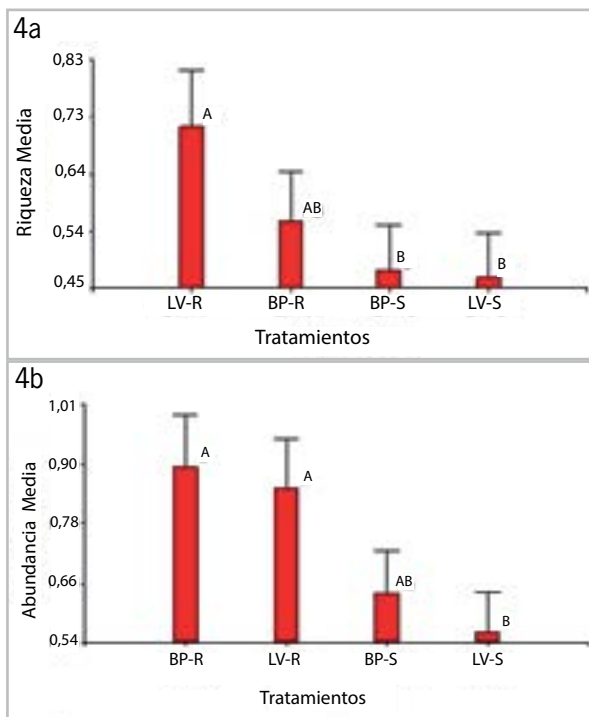 4a
Riqueza Media
0,83
0,73
0,64
0,54
0,45
A
AB
B
B
LV-R BP-R BP-S LV-S
Tratamientos
4b
Abundancia Media
1,01
0,90
0,78
0,66
0,54
A
A
AB
B
BP-R LV-R BP-S LV-S
Tratamientos